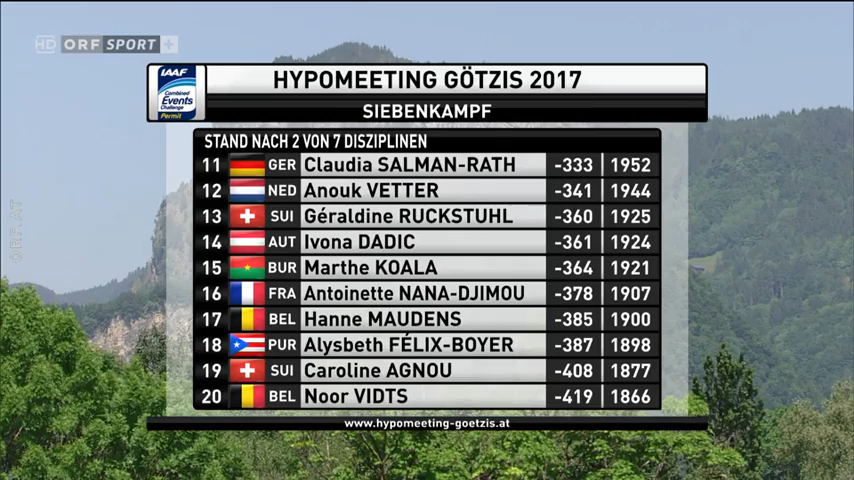 HD ORF SPORT +
IAAF
Combined
Events
Challenge
Permit
HYPOMEETING GÖTZIS 2017
SIEBENKAMPF
STAND NACH 2 VON 7 DISZIPLINEN
11 GER Claudia SALMAN-RATH -333 1952
12 NED Anouk VETTER -341 1944
13 SUI Géraldine RUCKSTUHL -360 1925
14 AUT Ivona DADIC -361 1924
15 BUR Marthe KOALA -364 1921
16 FRA Antoinette NANA-DJIMOU -378 1907
17 BEL Hanne MAUDENS -385 1900
18 PUR Alysbeth FÉLIX-BOYER -387 1898
19 SUI Caroline AGNOU -408 1877
20 BEL Noor VIDTS -419 1866
www.hypomeeting-goetzis.at
ORF.AT